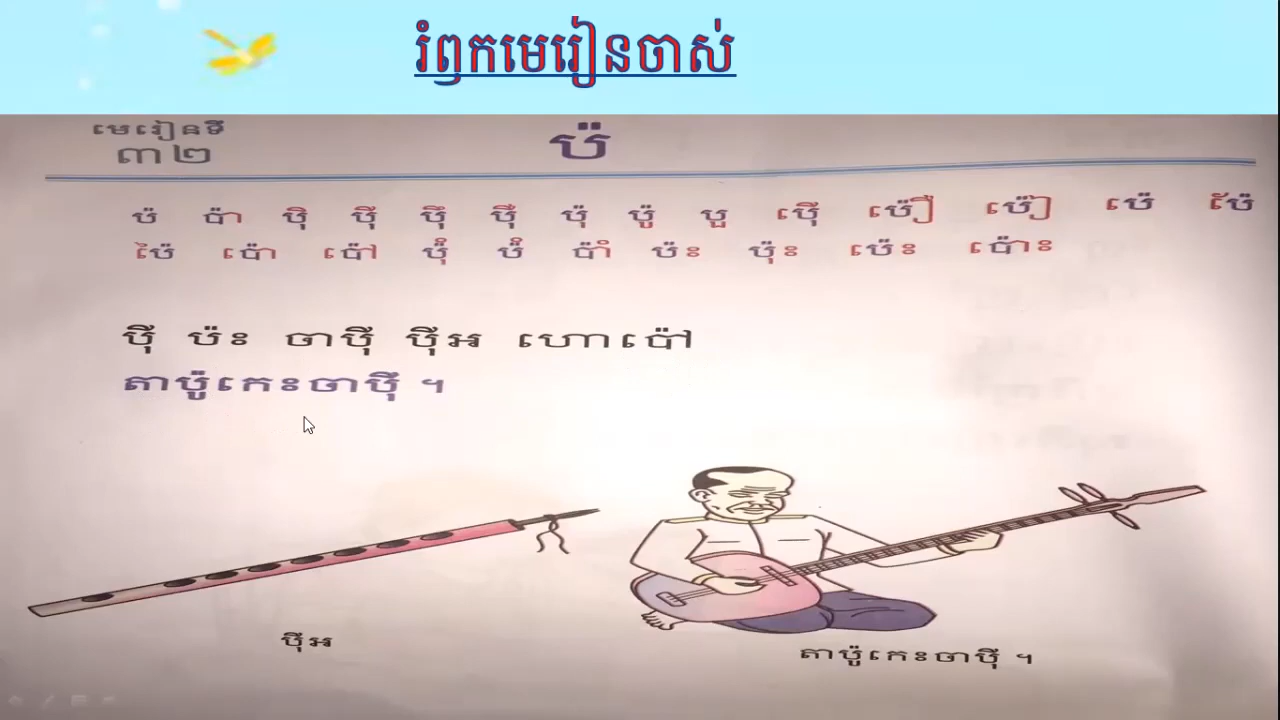 រំឭកមេរៀនចាស់
មេរៀនទី
៣២
ប៉
ប៉ ប៉ា ប៉ិ ប៉ី ប៉ឹ ប៉ឺ ប៉ុ ប៉ូ ប៉ួ ប៉ើ ប៉ឿ ប៉ៀ ប៉េ ប៉ែ
ប៉ៃ ប៉ោ ប៉ៅ ប៉ុំ ប៉ំ ប៉ាំ ប៉ះ ប៉ុះ ប៉េះ ប៉ោះ
ប៉ី ប៉ះ ចាប៉ី ប៉ីអ ហោប៉ៅ
តាប៉ូកេះចាប៉ី ។
ប៉ីអ
តាប៉ូកេះចាប៉ី ។